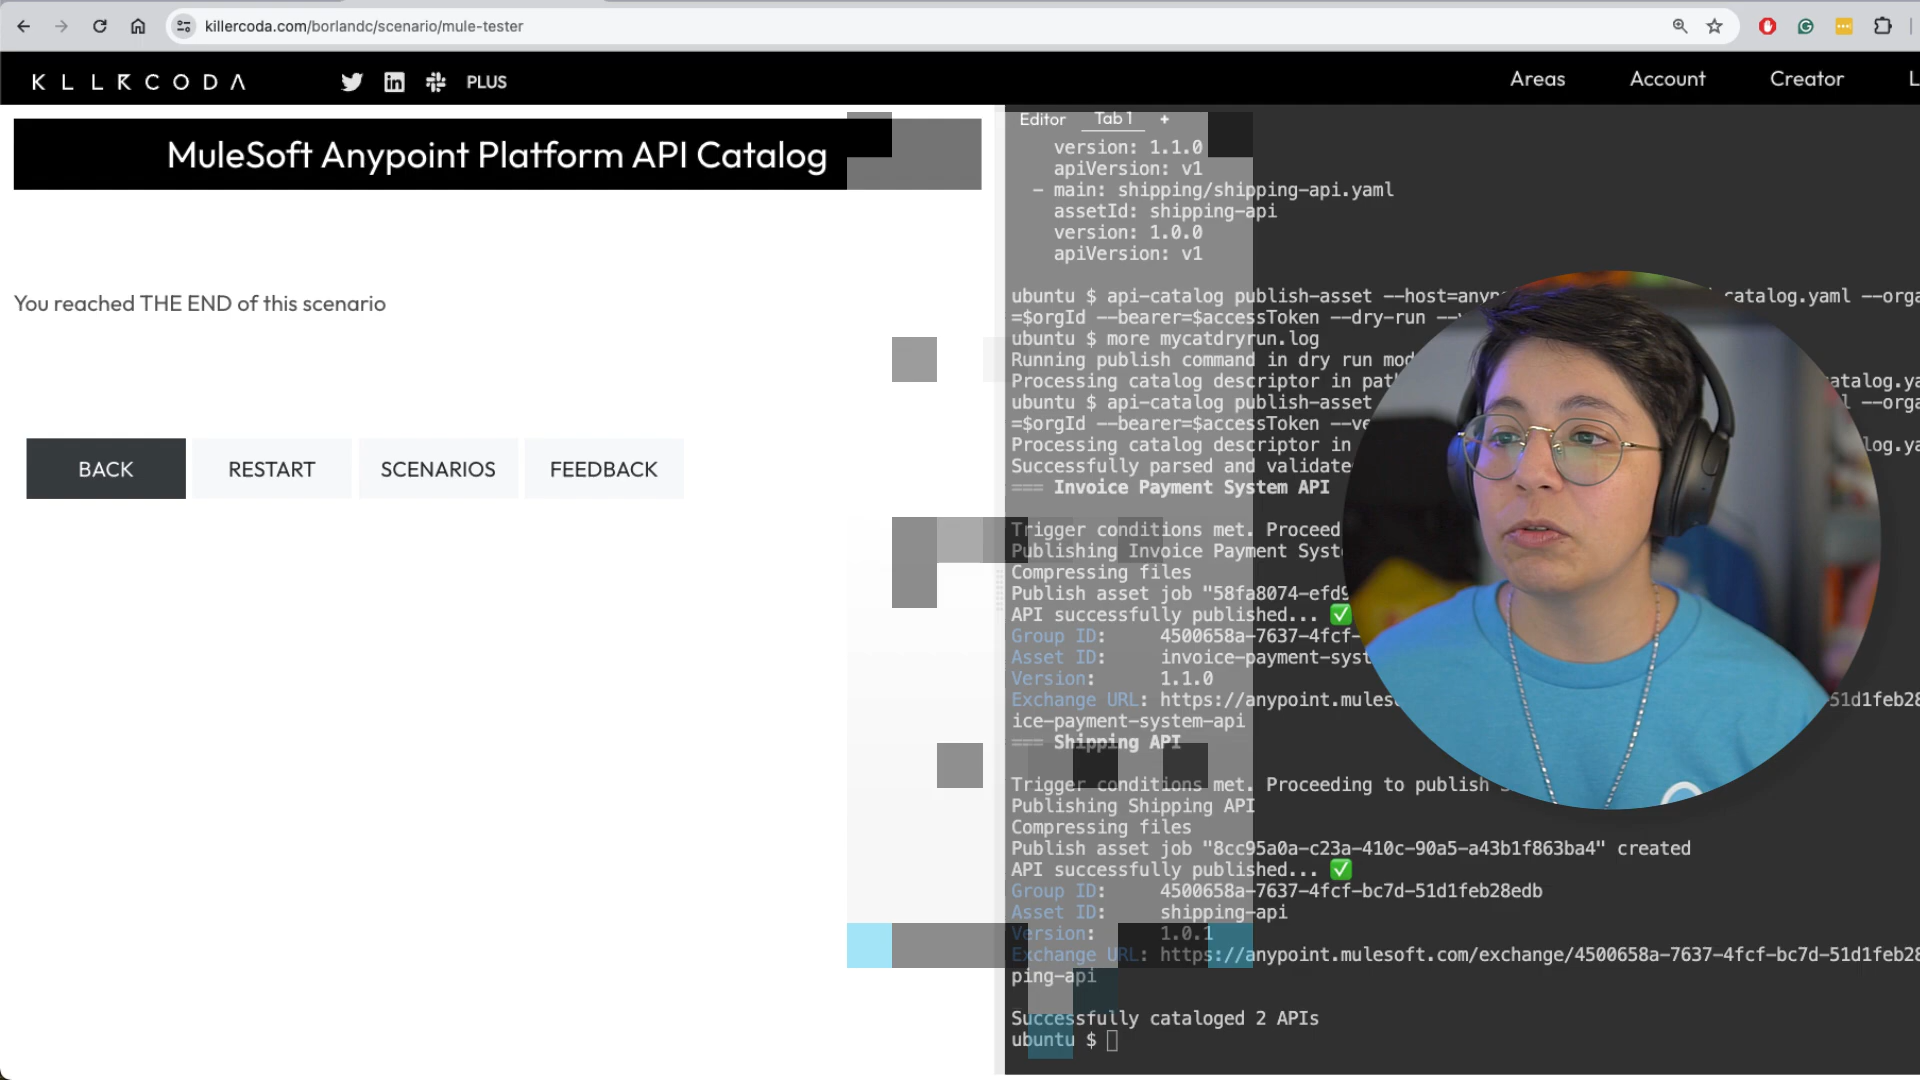 killercoda.com/borlandc/scenario/mule-tester
KLLRCODA
PLUS
Areas
Account
Creator
L
MuleSoft Anypoint Platform API Catalog
You reached THE END of this scenario
BACK
RESTART
SCENARIOS
FEEDBACK
Editor Tab 1 +
version: 1.1.0
apiVersion: v1
- main: shipping/shipping-api.yaml
assetId: shipping-api
version: 1.0.0
apiVersion: v1
ubuntu $ api-catalog publish-asset --host=anyp catalog.yaml --orga
=$orgId --bearer=$accessToken --dry-run --v
ubuntu $ more mycatdryrun.log
Running publish command in dry run mod
Processing catalog descriptor in pat atalog.ya
ubuntu $ api-catalog publish-asset l --orga
=$orgId --bearer=$accessToken --ve
Processing catalog descriptor in log.ya
Successfully parsed and validate
=== Invoice Payment System API
Trigger conditions met. Proceed
Publishing Invoice Payment Syst
Compressing files
Publish asset job "58fa8074-efd9
API successfully published... ✅
Group ID: 4500658a-7637-4fcf-
Asset ID: invoice-payment-syst
Version: 1.1.0
Exchange URL: https://anypoint.mules 51d1feb28
ice-payment-system-api
=== Shipping API
Trigger conditions met. Proceeding to publish
Publishing Shipping API
Compressing files
Publish asset job "8cc95a0a-c23a-410c-90a5-a43b1f863ba4" created
API successfully published... ✅
Group ID: 4500658a-7637-4fcf-bc7d-51d1feb28edb
Asset ID: shipping-api
Version: 1.0.1
Exchange URL: https://anypoint.mulesoft.com/exchange/4500658a-7637-4fcf-bc7d-51d1feb28
ping-api
Successfully cataloged 2 APIs
ubuntu $